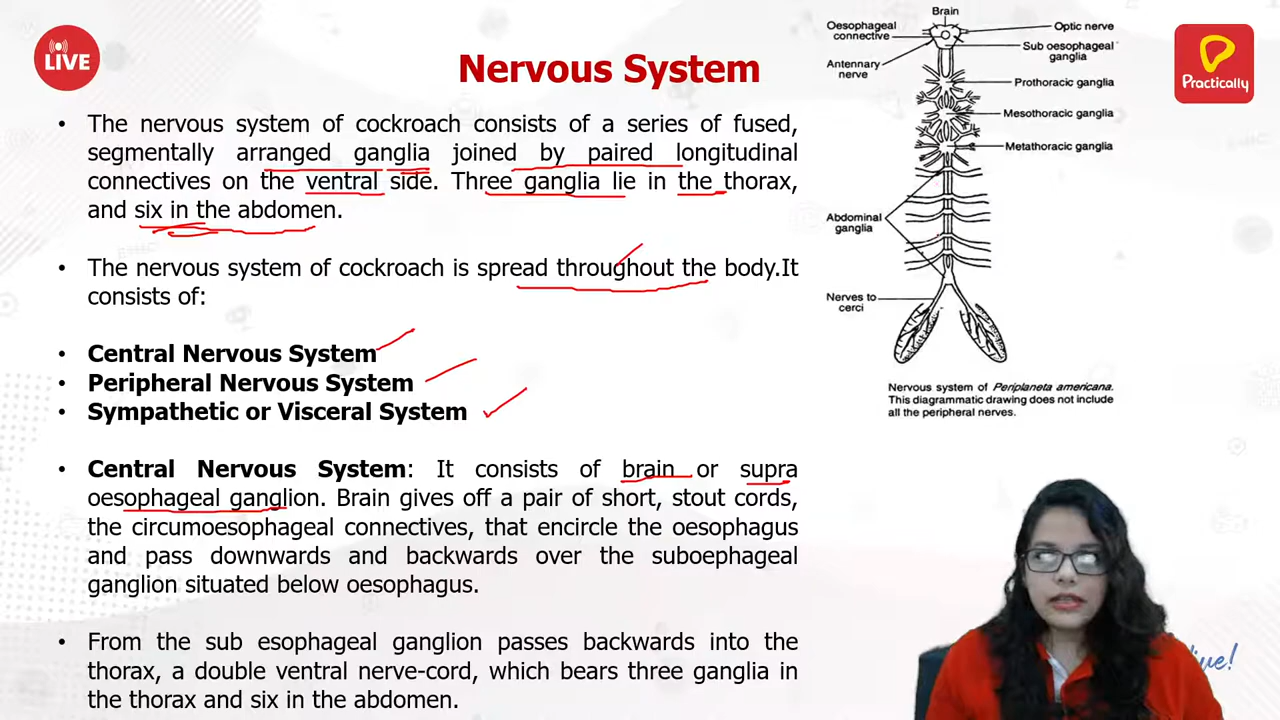 LIVE
Nervous System
Practically
• The nervous system of cockroach consists of a series of fused,
segmentally arranged ganglia joined by paired longitudinal
connectives on the ventral side. Three ganglia lie in the thorax,
and six in the abdomen.
• The nervous system of cockroach is spread throughout the body.It
consists of:
• Central Nervous System
• Peripheral Nervous System
• Sympathetic or Visceral System
• Central Nervous System: It consists of brain or supra
oesophageal ganglion. Brain gives off a pair of short, stout cords,
the circumoesophageal connectives, that encircle the oesophagus
and pass downwards and backwards over the suboephageal
ganglion situated below oesophagus.
• From the sub esophageal ganglion passes backwards into the
thorax, a double ventral nerve-cord, which bears three ganglia in
the thorax and six in the abdomen.
Brain
Oesophageal
connective
Optic nerve
Sub oesophageal
ganglia
Antennary
nerve
Prothoracic ganglia
Mesothoracic ganglia
Metathoracic ganglia
Abdominal
ganglia
Nerves to
cerci
Nervous system of Periplaneta americana.
This diagrammatic drawing does not include
all the peripheral nerves.
ive!